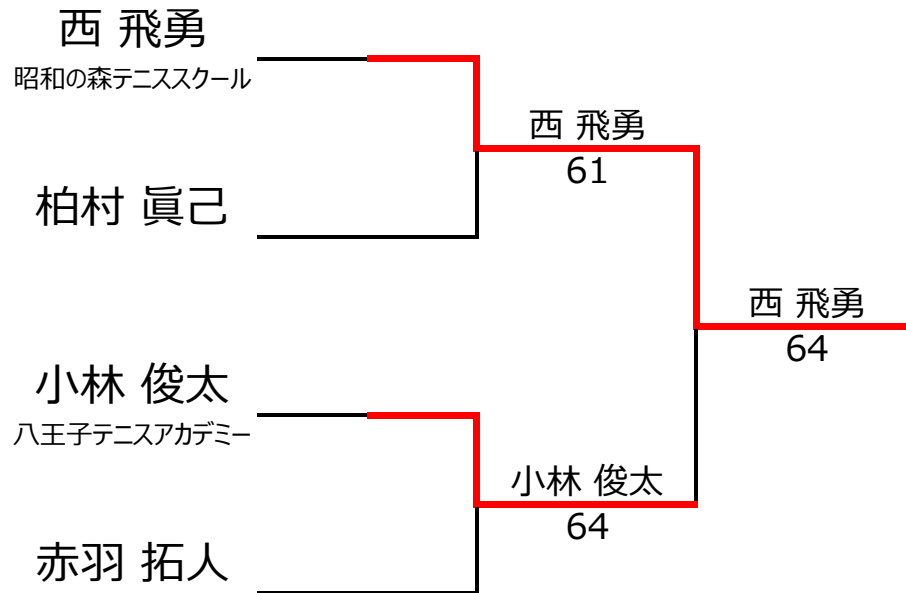 西 飛勇
昭和の森テニススクール
柏村 眞己
小林 俊太
八王子テニスアカデミー
赤羽 拓人
西 飛勇
61
小林 俊太
64
西 飛勇
64